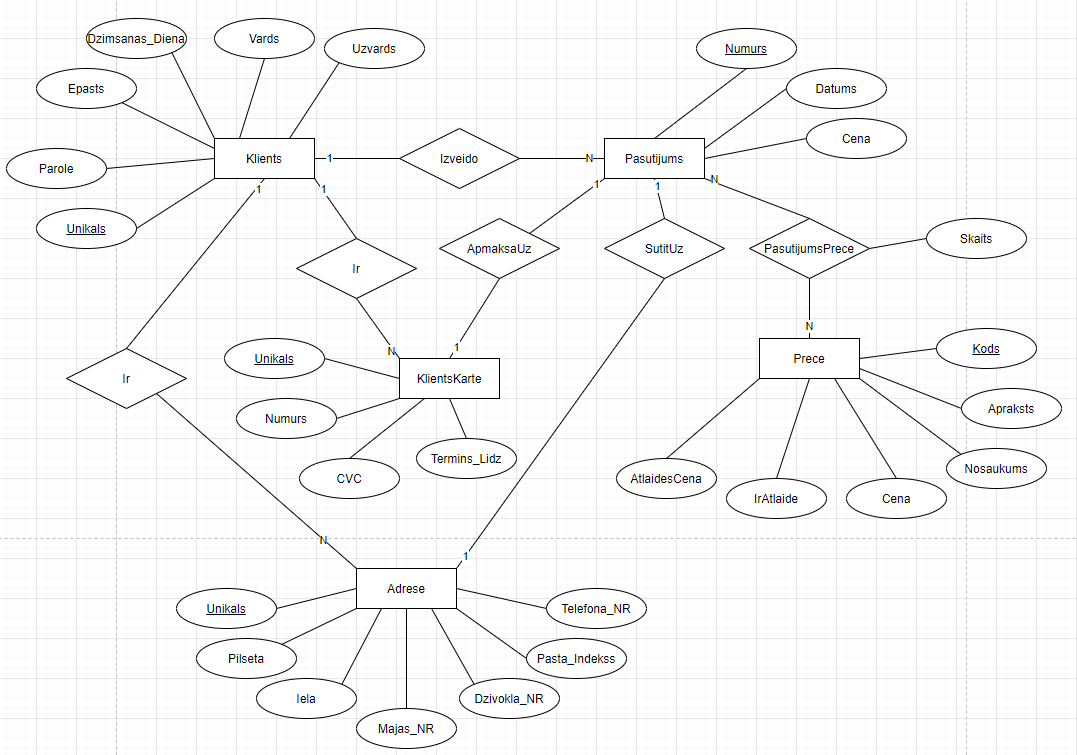 Dzimsanas_Diena
Vards
Uzvards
Numurs
Epasts
Datums
Cena
Klients
1
Izveido
N
Pasutijums
Parole
1
1
1
1
N
Unikals
Skaits
Ir
ApmaksaUz
SutitUz
PasutijumsPrece
N
N
1
Unikals
Prece
Kods
Ir
KlientsKarte
Numurs
Apraksts
Termins_Lidz
Nosaukums
CVC
AtlaidesCena
IrAtlaide
Cena
N
1
Adrese
Unikals
Telefona_NR
Pilseta
Pasta_Indekss
Iela
Dzivokla_NR
Majas_NR